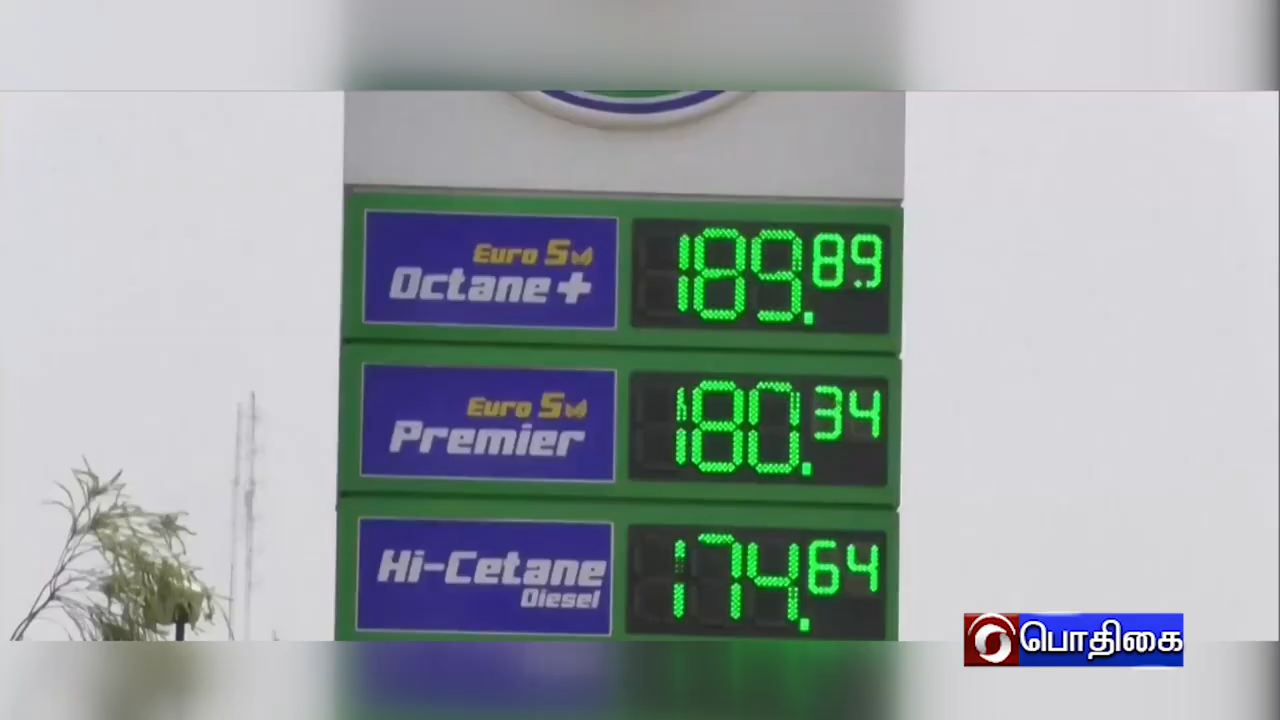 Euro 5
Octane+
189.89
Euro 5
Premier
180.34
Hi-Cetane
Diesel
174.64
பொதிகை